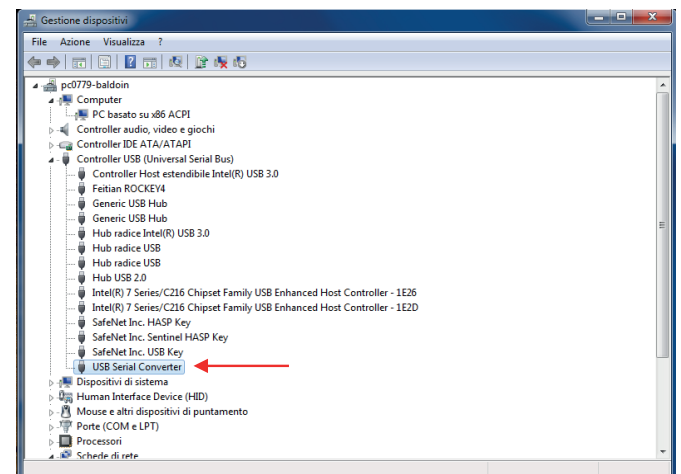 Gestione dispositivi
File Azione Visualizza ?
pc0779-baldoin
Computer
PC basato su x86 ACPI
Controller audio, video e giochi
Controller IDE ATA/ATAPI
Controller USB (Universal Serial Bus)
Controller Host estendibile Intel(R) USB 3.0
Feitian ROCKEY4
Generic USB Hub
Generic USB Hub
Hub radice Intel(R) USB 3.0
Hub radice USB
Hub radice USB
Hub USB 2.0
Intel(R) 7 Series/C216 Chipset Family USB Enhanced Host Controller - 1E26
Intel(R) 7 Series/C216 Chipset Family USB Enhanced Host Controller - 1E2D
SafeNet Inc. HASP Key
SafeNet Inc. Sentinel HASP Key
SafeNet Inc. USB Key
USB Serial Converter
Dispositivi di sistema
Human Interface Device (HID)
Mouse e altri dispositivi di puntamento
Porte (COM e LPT)
Processori
Schede di rete